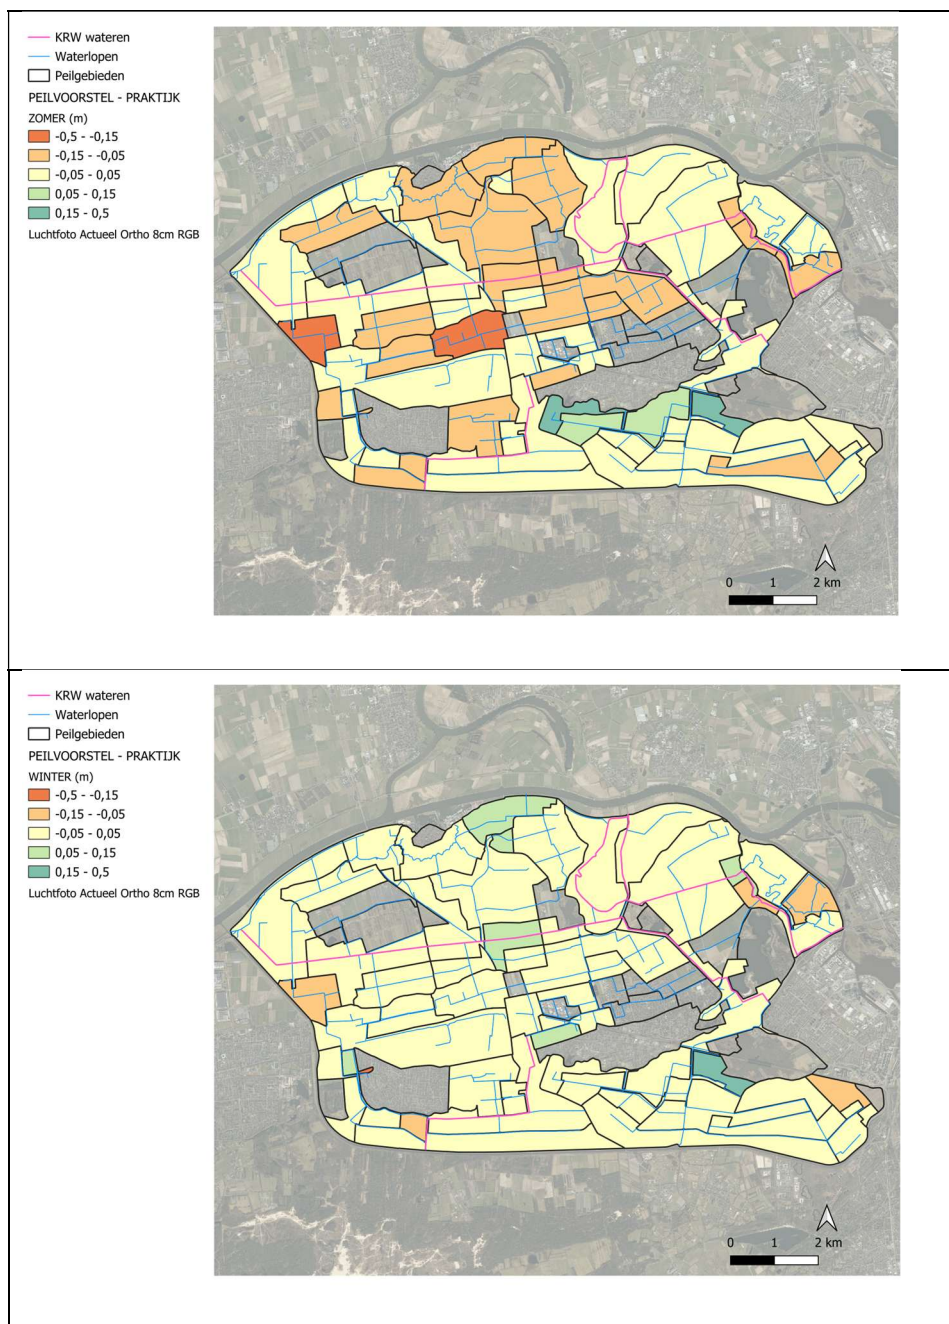 KRW wateren
Waterlopen
Peilgebieden
PEILVOORSTEL - PRAKTIJK
ZOMER (m)
-0,5 - -0,15
-0,15 - -0,05
-0,05 - 0,05
0,05 - 0,15
0,15 - 0,5
Luchtfoto Actueel Ortho 8cm RGB
0 1 2 km
KRW wateren
Waterlopen
Peilgebieden
PEILVOORSTEL - PRAKTIJK
WINTER (m)
-0,5 - -0,15
-0,15 - -0,05
-0,05 - 0,05
0,05 - 0,15
0,15 - 0,5
Luchtfoto Actueel Ortho 8cm RGB
0 1 2 km